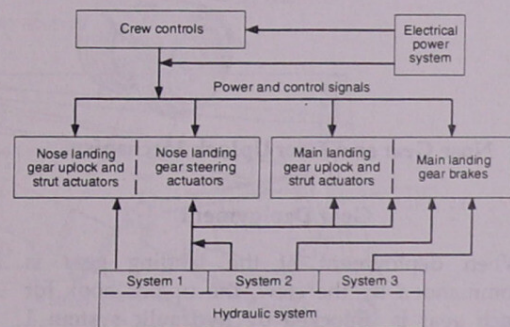 Crew controls
Electrical
power
system
Power and control signals
Nose landing
gear uplock and
strut actuators
Nose landing
gear steering
actuators
Main landing
gear uplock and
strut actuators
Main landing
gear brakes
System 1
System 2
System 3
Hydraulic system